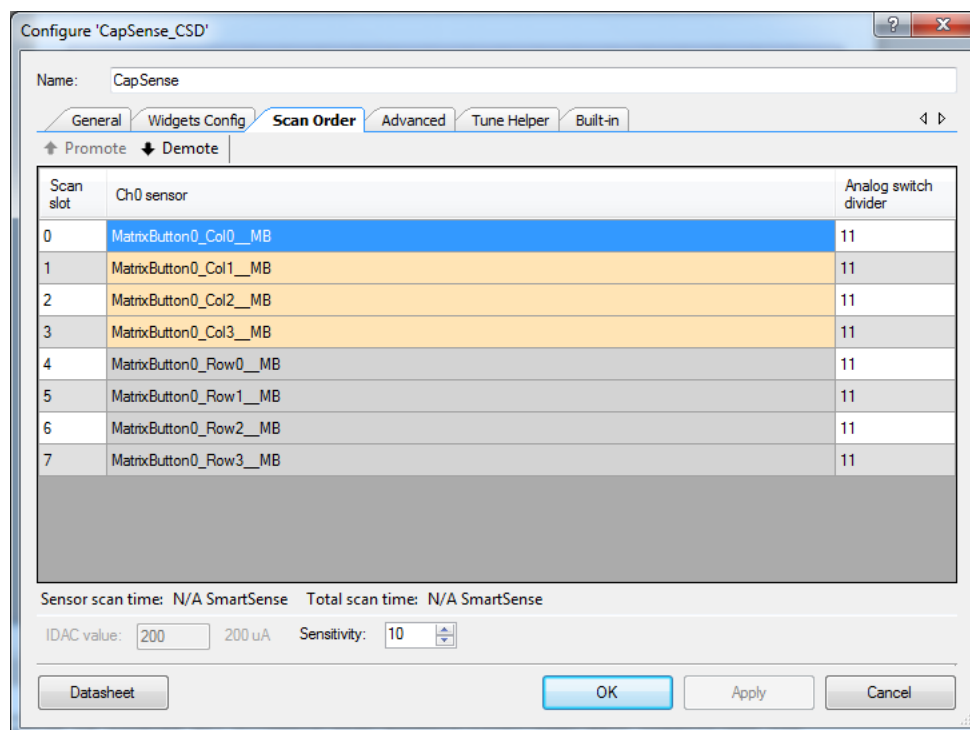 Configure 'CapSense_CSD'
?
X
Name: CapSense
General Widgets Config Scan Order Advanced Tune Helper Built-in
Promote Demote
Scan slot Ch0 sensor Analog switch divider
0 MatrixButton0_Col0__MB 11
1 MatrixButton0_Col1__MB 11
2 MatrixButton0_Col2__MB 11
3 MatrixButton0_Col3__MB 11
4 MatrixButton0_Row0__MB 11
5 MatrixButton0_Row1__MB 11
6 MatrixButton0_Row2__MB 11
7 MatrixButton0_Row3__MB 11
Sensor scan time: N/A SmartSense Total scan time: N/A SmartSense
IDAC value: 200 200 uA Sensitivity: 10
Datasheet OK Apply Cancel